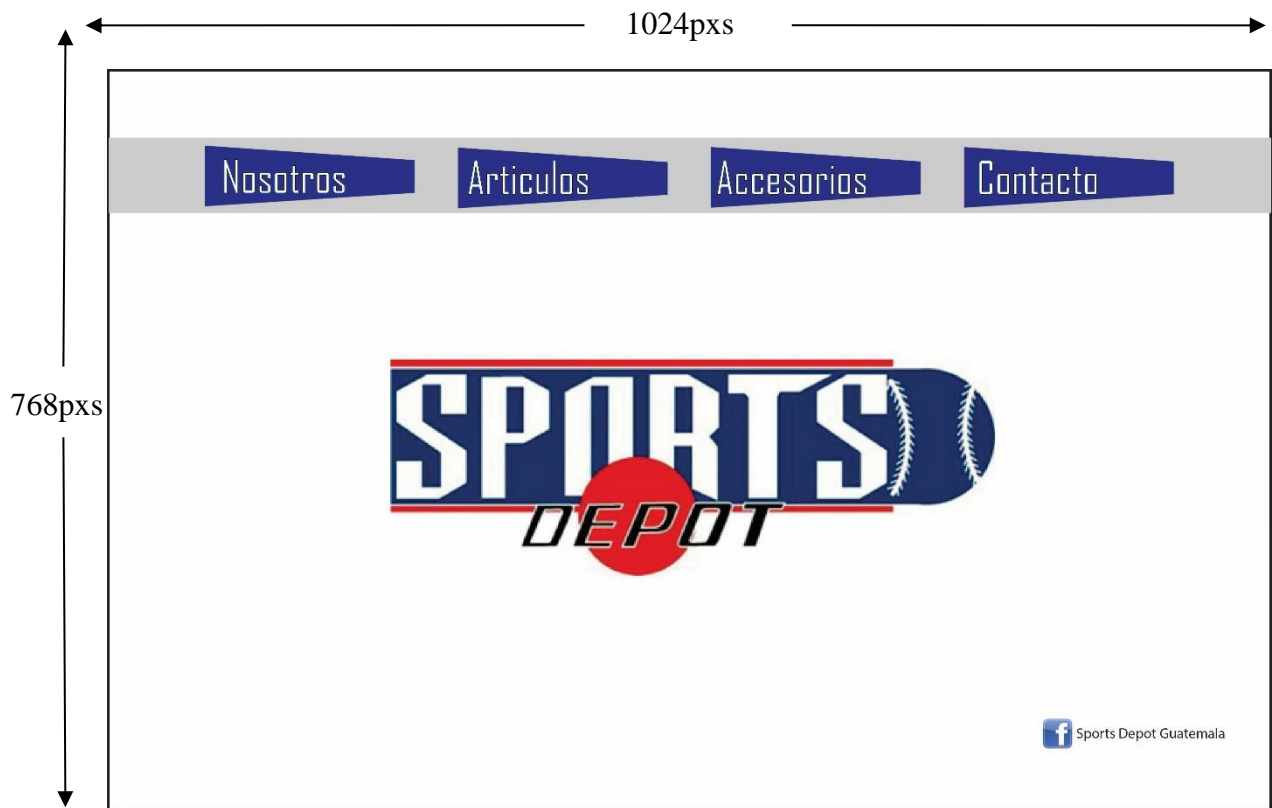 1024pxs
Nosotros Articulos Accesorios Contacto
768pxs
SPORTS
DEPOT
f Sports Depot Guatemala